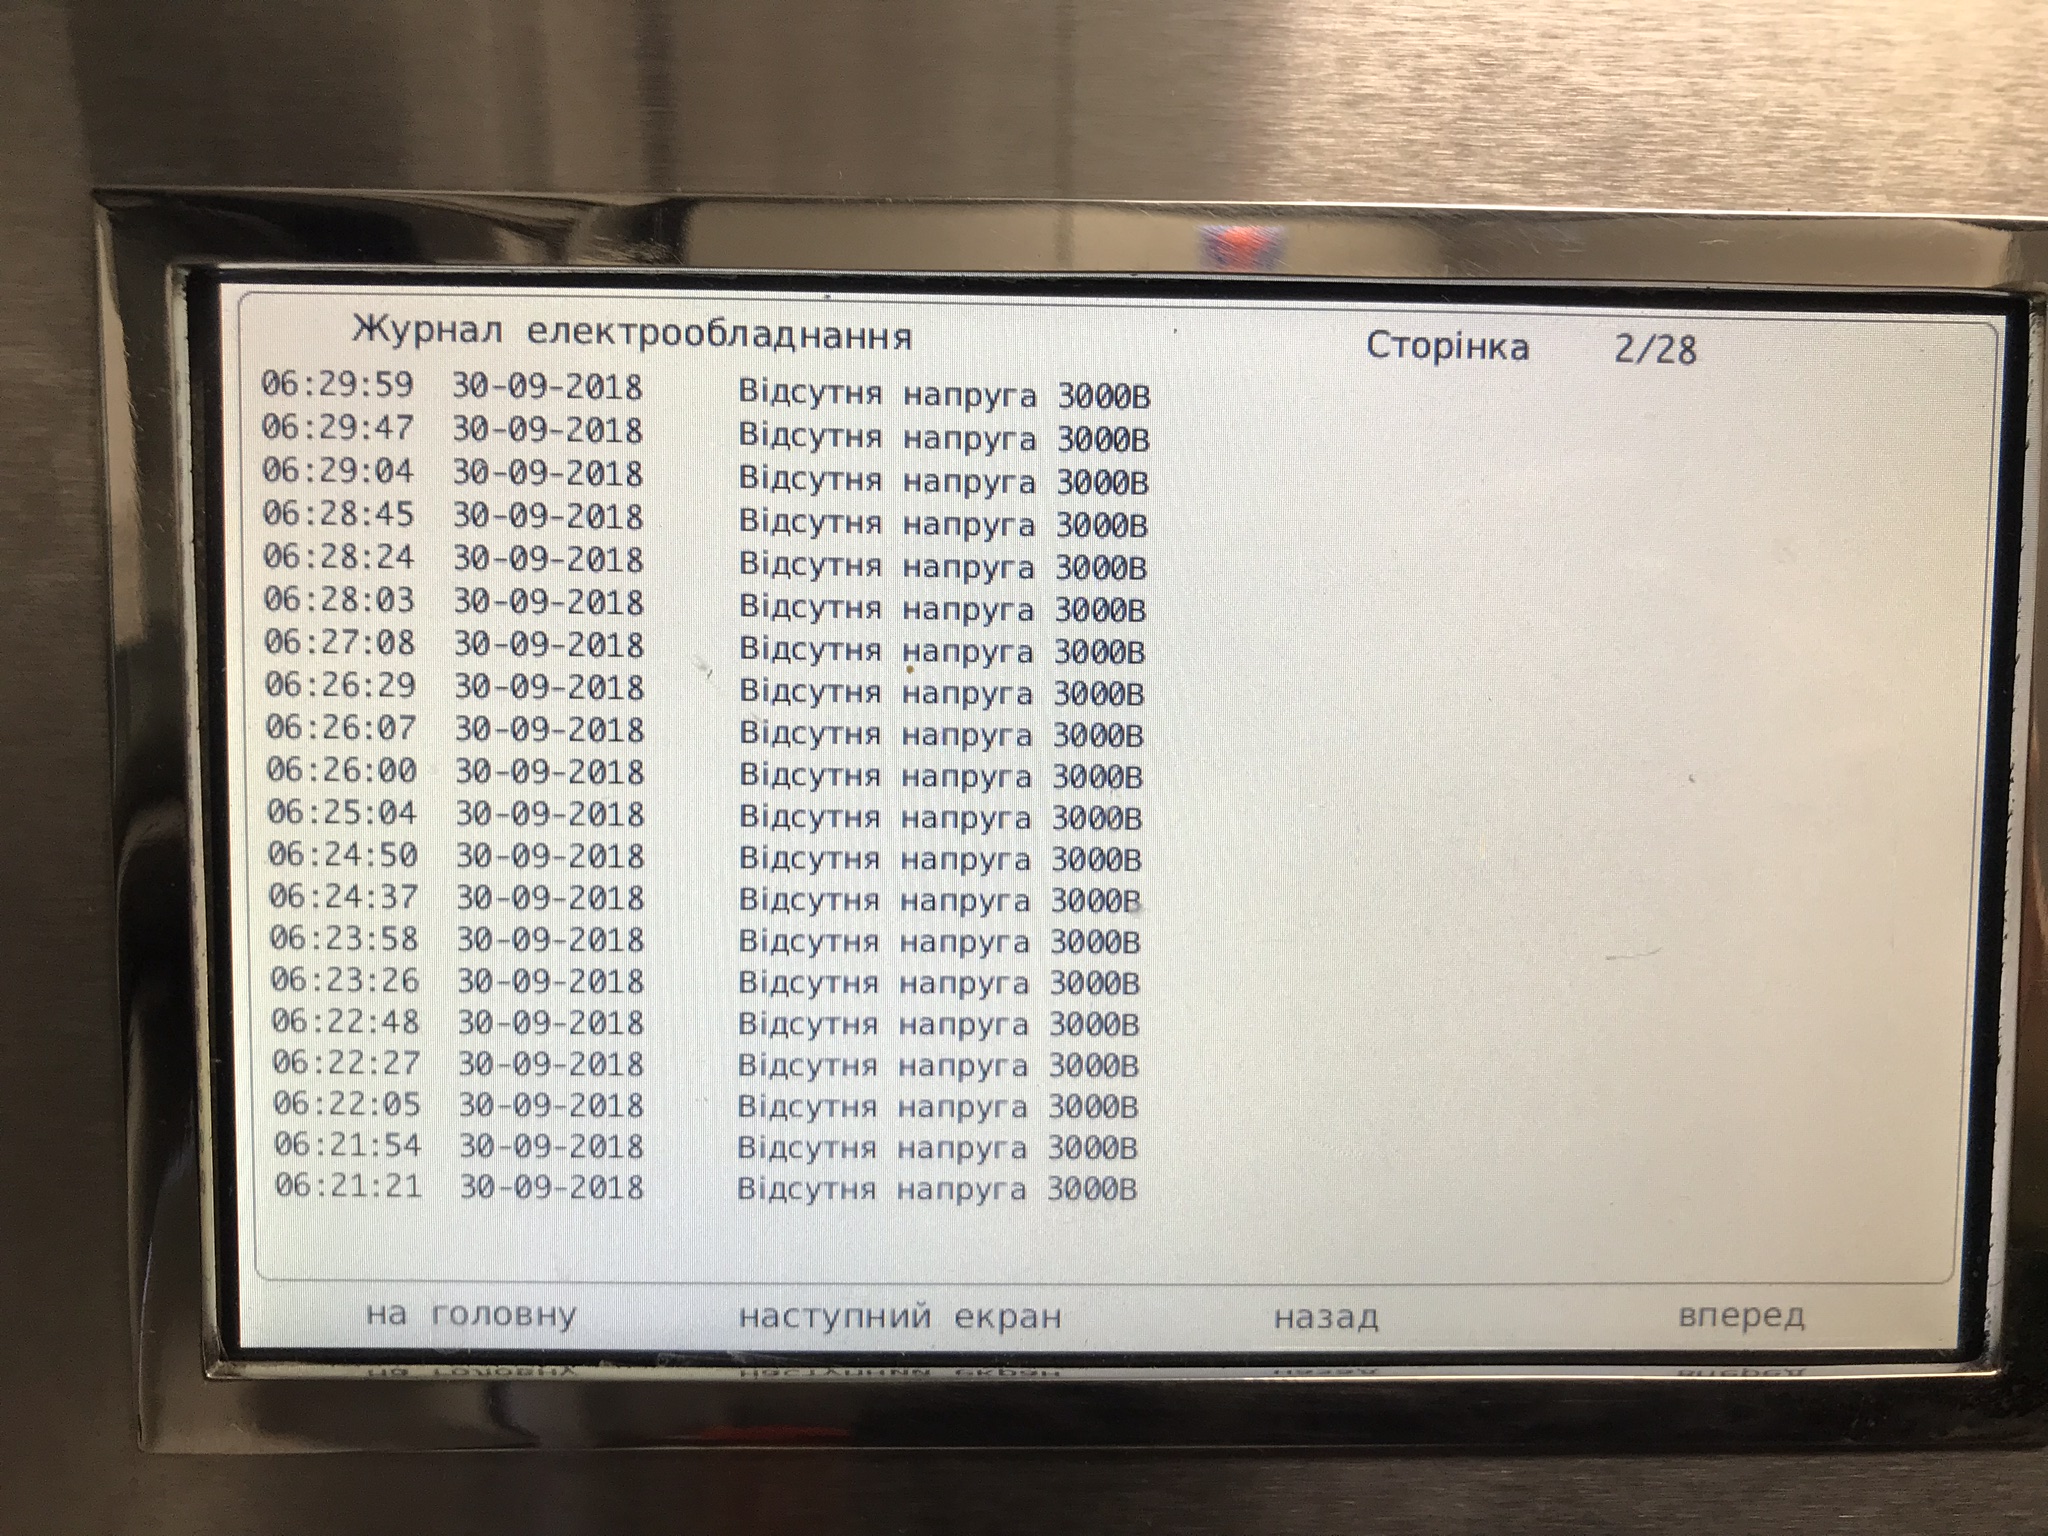 Журнал електрообладнання Сторінка 2/28
06:29:59 30-09-2018 Відсутня напруга 3000В
06:29:47 30-09-2018 Відсутня напруга 3000В
06:29:04 30-09-2018 Відсутня напруга 3000В
06:28:45 30-09-2018 Відсутня напруга 3000В
06:28:24 30-09-2018 Відсутня напруга 3000В
06:28:03 30-09-2018 Відсутня напруга 3000В
06:27:08 30-09-2018 Відсутня напруга 3000В
06:26:29 30-09-2018 Відсутня напруга 3000В
06:26:07 30-09-2018 Відсутня напруга 3000В
06:26:00 30-09-2018 Відсутня напруга 3000В
06:25:04 30-09-2018 Відсутня напруга 3000В
06:24:50 30-09-2018 Відсутня напруга 3000В
06:24:37 30-09-2018 Відсутня напруга 3000В
06:23:58 30-09-2018 Відсутня напруга 3000В
06:23:26 30-09-2018 Відсутня напруга 3000В
06:22:48 30-09-2018 Відсутня напруга 3000В
06:22:27 30-09-2018 Відсутня напруга 3000В
06:22:05 30-09-2018 Відсутня напруга 3000В
06:21:54 30-09-2018 Відсутня напруга 3000В
06:21:21 30-09-2018 Відсутня напруга 3000В
на головну наступний екран назад вперед